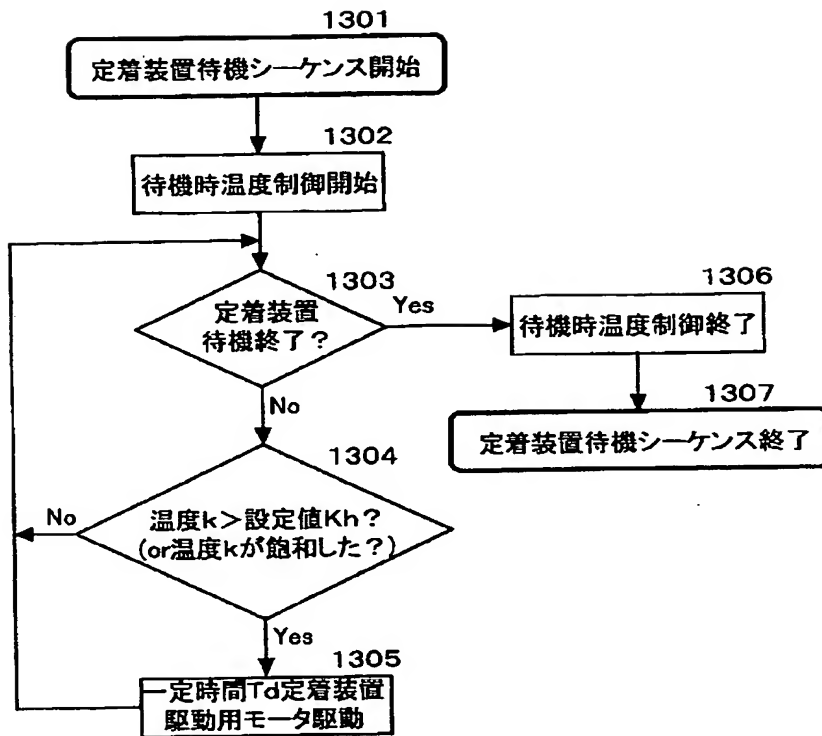 1301
定着装置待機シーケンス開始
1302
待機時温度制御開始
1303
定着装置
待機終了?
Yes
No
1306
待機時温度制御終了
1307
定着装置待機シーケンス終了
1304
温度k>設定値Kh?
(or温度kが飽和した?)
No
Yes
1305
一定時間Td定着装置
駆動用モータ駆動